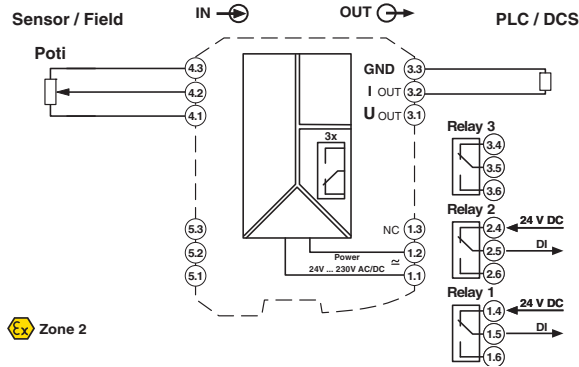 IN OUT
Sensor / Field PLC / DCS
Poti
4.3
4.2
4.1
GND 3.3
I OUT 3.2
U OUT 3.1
3x
Relay 3
3.4
3.5
3.6
Relay 2
2.4 24 V DC
2.5 DI
2.6
5.3
5.2
5.1
NC 1.3
1.2
Power
24V ... 230V AC/DC ≂ 1.1
Relay 1
1.4 24 V DC
1.5 DI
1.6
Ex Zone 2